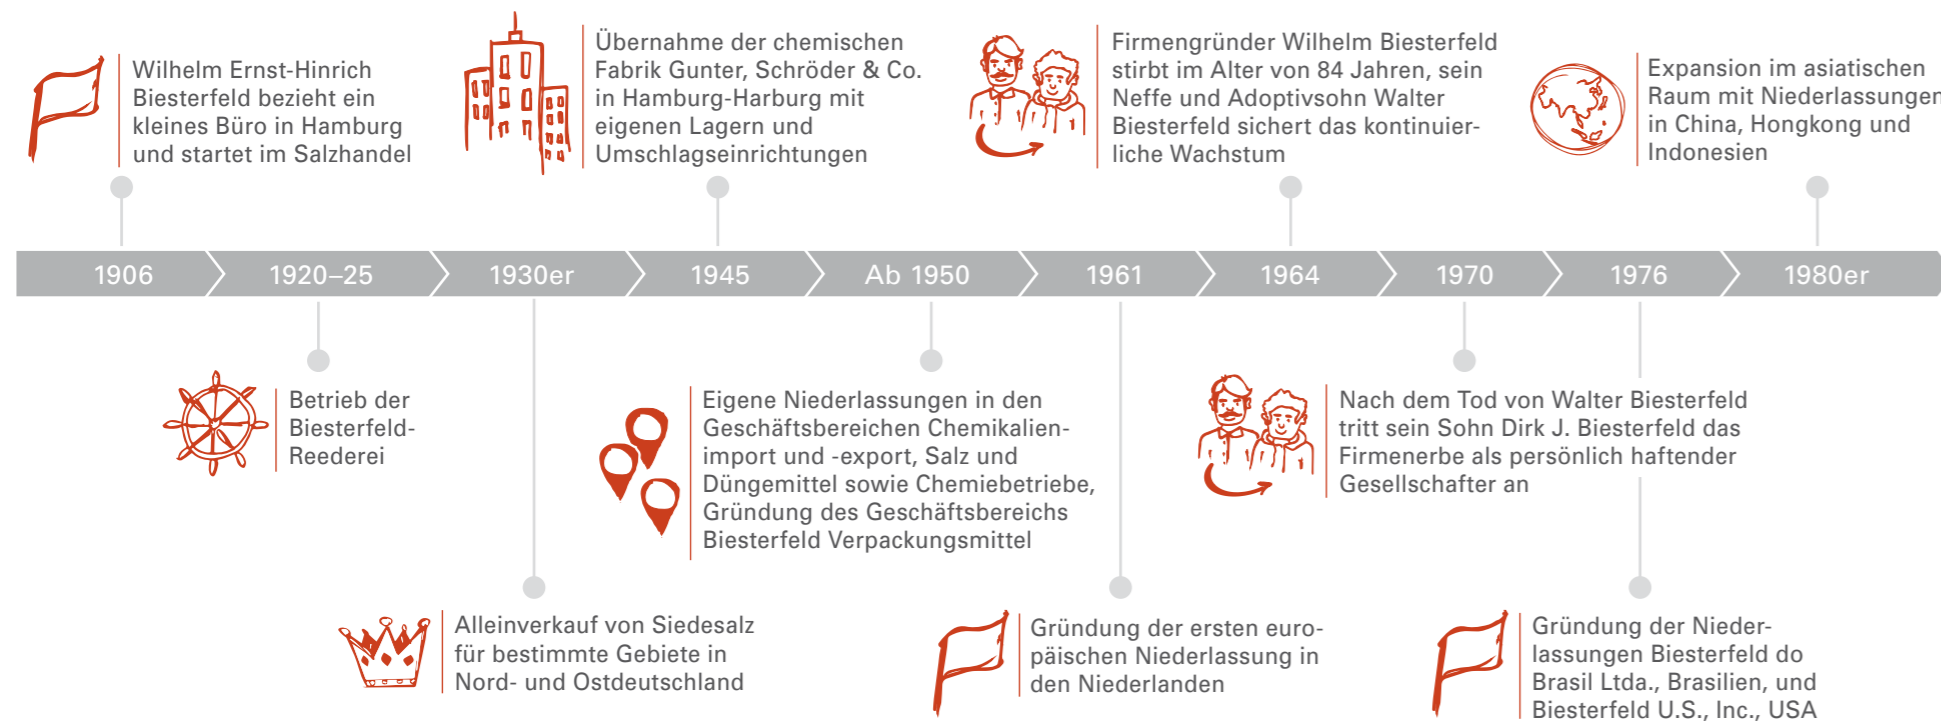 Wilhelm Ernst-Hinrich
Biesterfeld bezieht ein
kleines Büro in Hamburg
und startet im Salzhandel
Übernahme der chemischen
Fabrik Gunter, Schröder & Co.
in Hamburg-Harburg mit
eigenen Lagern und
Umschlagseinrichtungen
Firmengründer Wilhelm Biesterfeld
stirbt im Alter von 84 Jahren, sein
Neffe und Adoptivsohn Walter
Biesterfeld sichert das kontinuier-
liche Wachstum
Expansion im asiatischen
Raum mit Niederlassungen
in China, Hongkong und
Indonesien
1906
1920–25
1930er
1945
Ab 1950
1961
1964
1970
1976
1980er
Betrieb der
Biesterfeld-
Reederei
Eigene Niederlassungen in den
Geschäftsbereichen Chemikalien-
import und -export, Salz und
Düngemittel sowie Chemiebetriebe,
Gründung des Geschäftsbereichs
Biesterfeld Verpackungsmittel
Nach dem Tod von Walter Biesterfeld
tritt sein Sohn Dirk J. Biesterfeld das
Firmenerbe als persönlich haftender
Gesellschafter an
Alleinverkauf von Siedesalz
für bestimmte Gebiete in
Nord- und Ostdeutschland
Gründung der ersten euro-
päischen Niederlassung in
den Niederlanden
Gründung der Nieder-
lassungen Biesterfeld do
Brasil Ltda., Brasilien, und
Biesterfeld U.S., Inc., USA